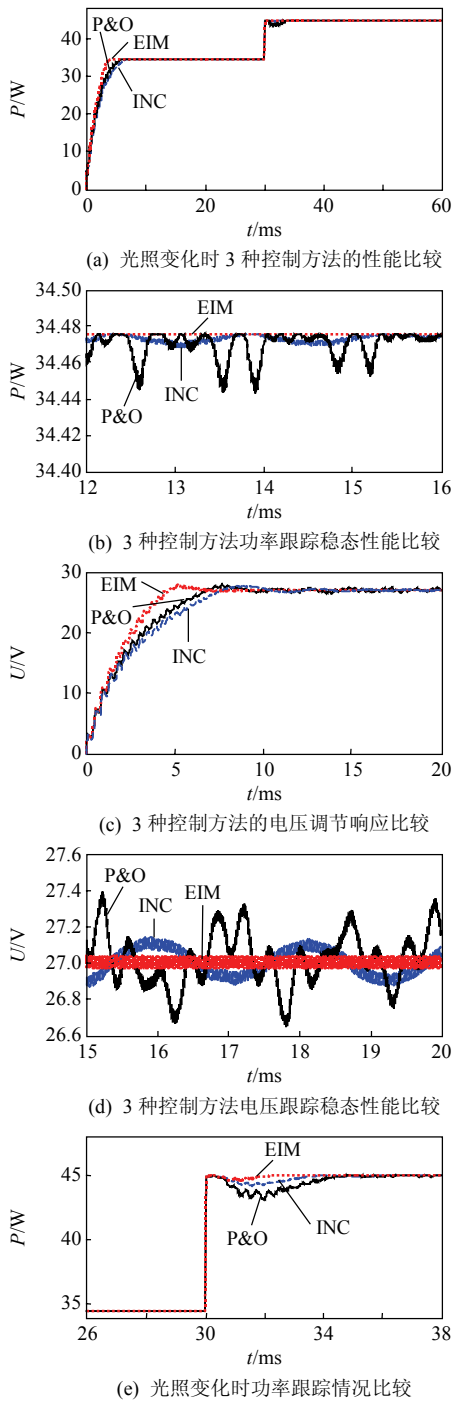 P&O
EIM
INC
P/W
40
30
20
10
0
0
20
40
60
t/ms
(a) 光照变化时 3 种控制方法的性能比较
34.50
34.48
34.46
34.44
34.42
34.40
P/W
EIM
INC
P&O
12
13
14
15
16
t/ms
(b) 3 种控制方法功率跟踪稳态性能比较
30
20
10
0
U/V
EIM
P&O
INC
0
5
10
15
20
t/ms
(c) 3 种控制方法的电压调节响应比较
27.6
27.4
27.2
27.0
26.8
26.6
U/V
P&O
INC
EIM
15
16
17
18
19
20
t/ms
(d) 3 种控制方法电压跟踪稳态性能比较
45
40
35
P/W
EIM
INC
P&O
26
30
34
38
t/ms
(e) 光照变化时功率跟踪情况比较